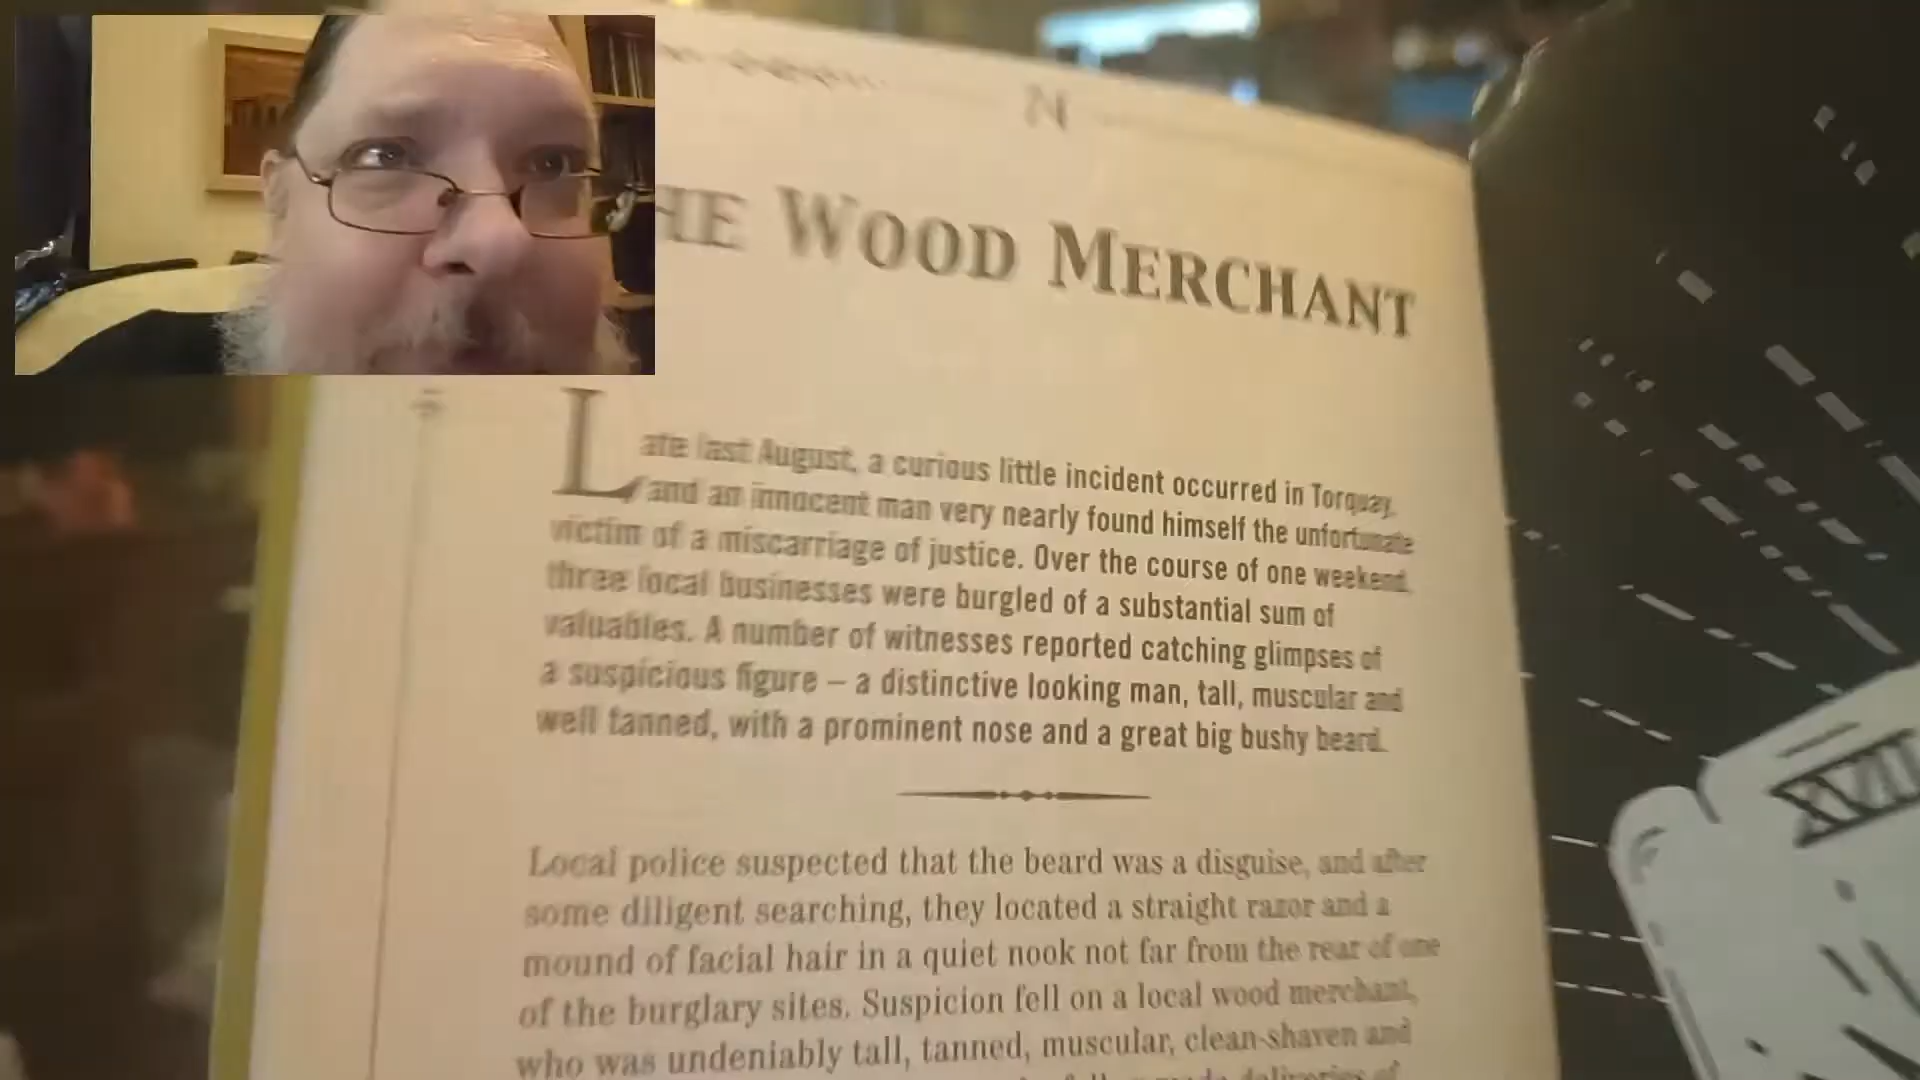 N
HE WOOD MERCHANT
Late last August, a curious little incident occurred in Torquay,
and an innocent man very nearly found himself the unfortunate
victim of a miscarriage of justice. Over the course of one weekend,
three local businesses were burgled of a substantial sum of
valuables. A number of witnesses reported catching glimpses of
a suspicious figure – a distinctive looking man, tall, muscular and
well tanned, with a prominent nose and a great big bushy beard.
Local police suspected that the beard was a disguise, and after
some diligent searching, they located a straight razor and a
mound of facial hair in a quiet nook not far from the rear of one
of the burglary sites. Suspicion fell on a local wood merchant,
who was undeniably tall, tanned, muscular, clean-shaven and
made deliveries of
XVII